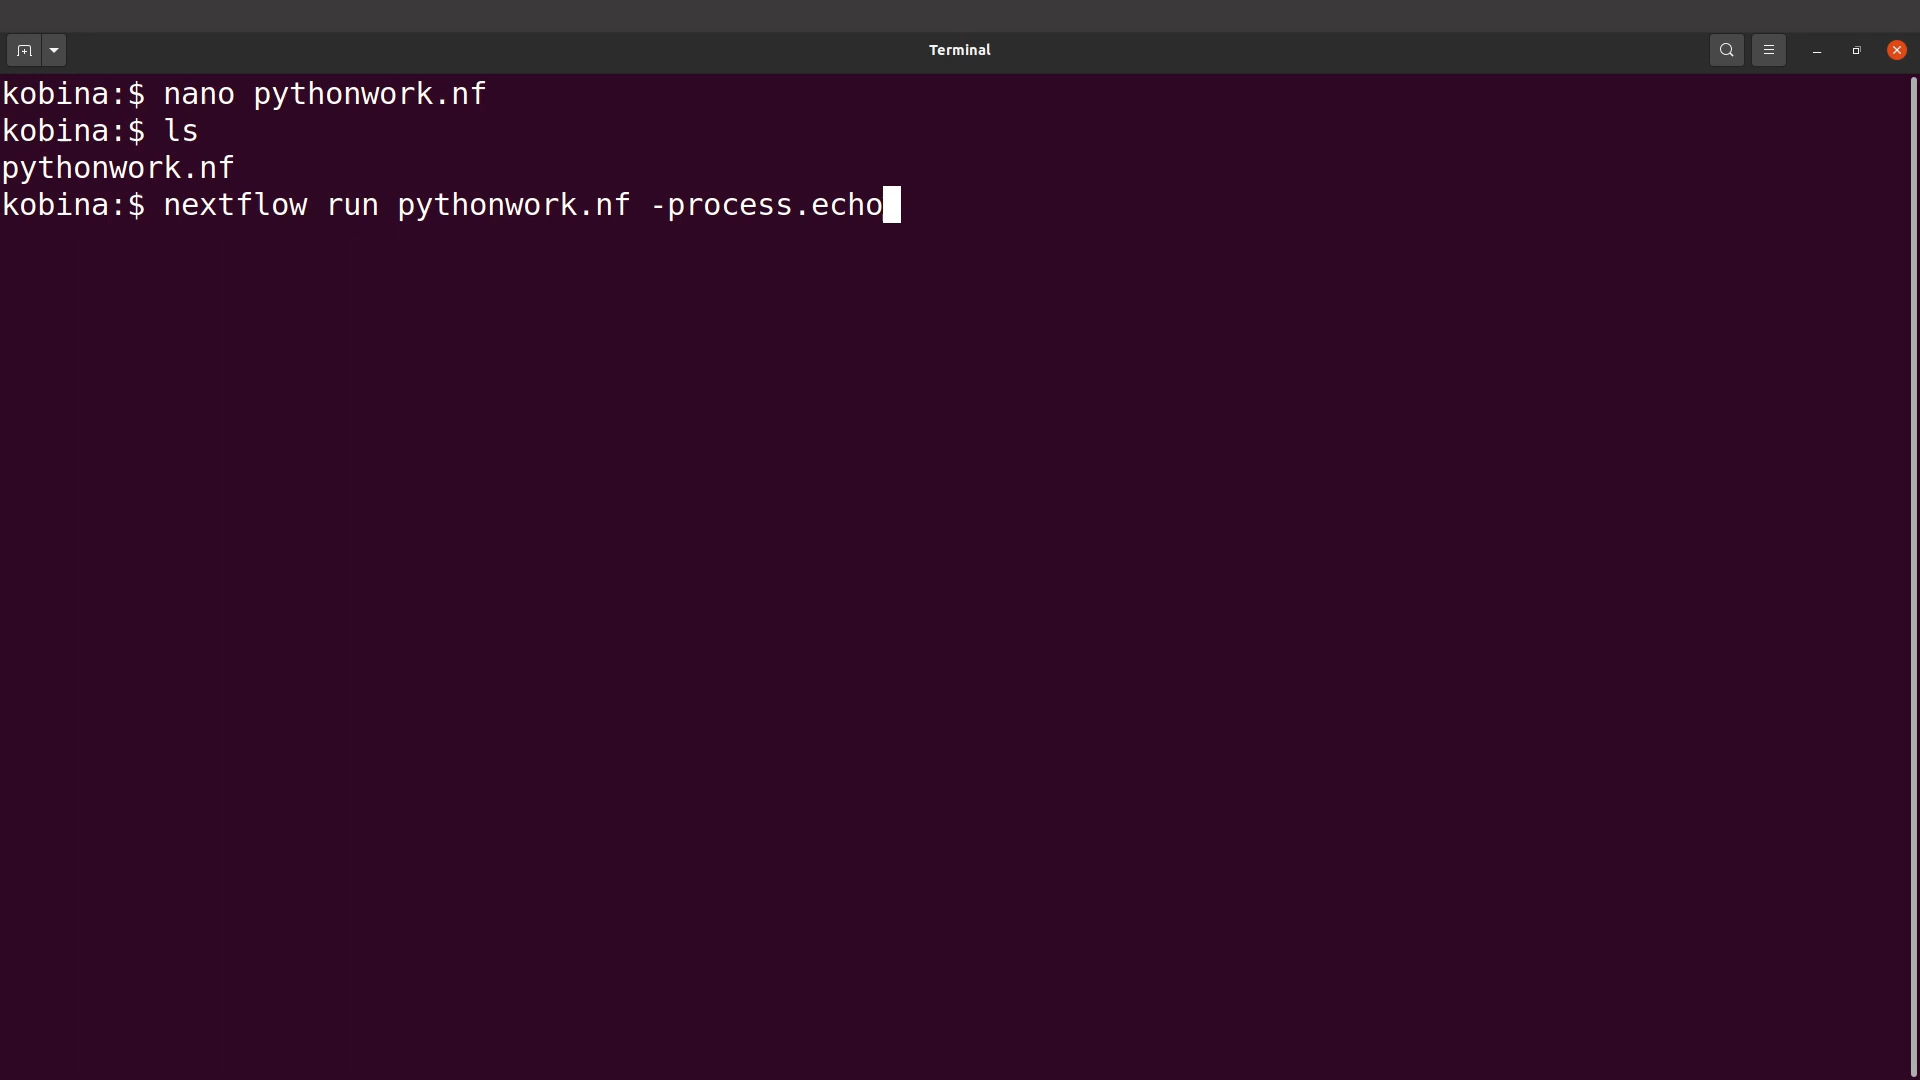 Terminal
kobina:$ nano pythonwork.nf
kobina:$ ls
pythonwork.nf
kobina:$ nextflow run pythonwork.nf -process.echo